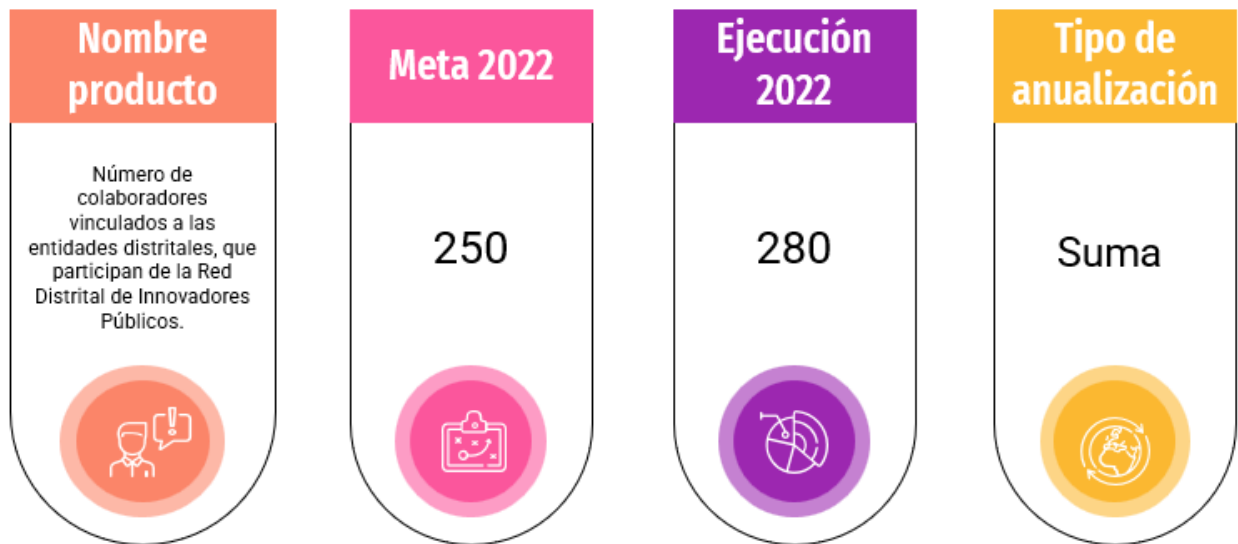 Nombre
producto
Número de
colaboradores
vinculados a las
entidades distritales, que
participan de la Red
Distrital de Innovadores
Públicos.
Meta 2022
250
Ejecución
2022
280
Tipo de
anualización
Suma